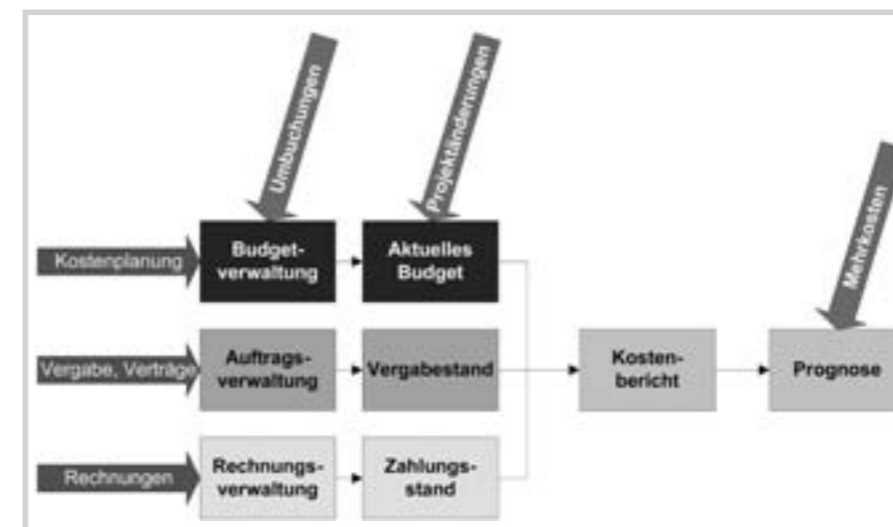 Umbuchungen
Projektänderungen
Mehrkosten
Kostenplanung
Budget-
verwaltung
Aktuelles
Budget
Vergabe, Verträge
Auftrags-
verwaltung
Vergabestand
Kosten-
bericht
Prognose
Rechnungen
Rechnungs-
verwaltung
Zahlungs-
stand